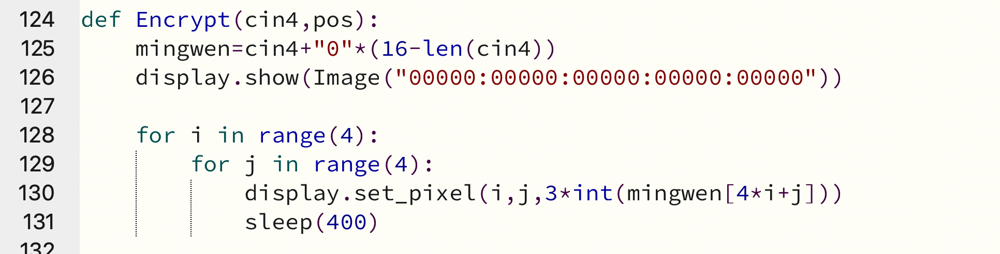 124 def Encrypt(cin4,pos):
125     mingwen=cin4+"0"*(16-len(cin4))
126     display.show(Image("00000:00000:00000:00000:00000"))
127
128     for i in range(4):
129         for j in range(4):
130             display.set_pixel(i,j,3*int(mingwen[4*i+j]))
131             sleep(400)
132